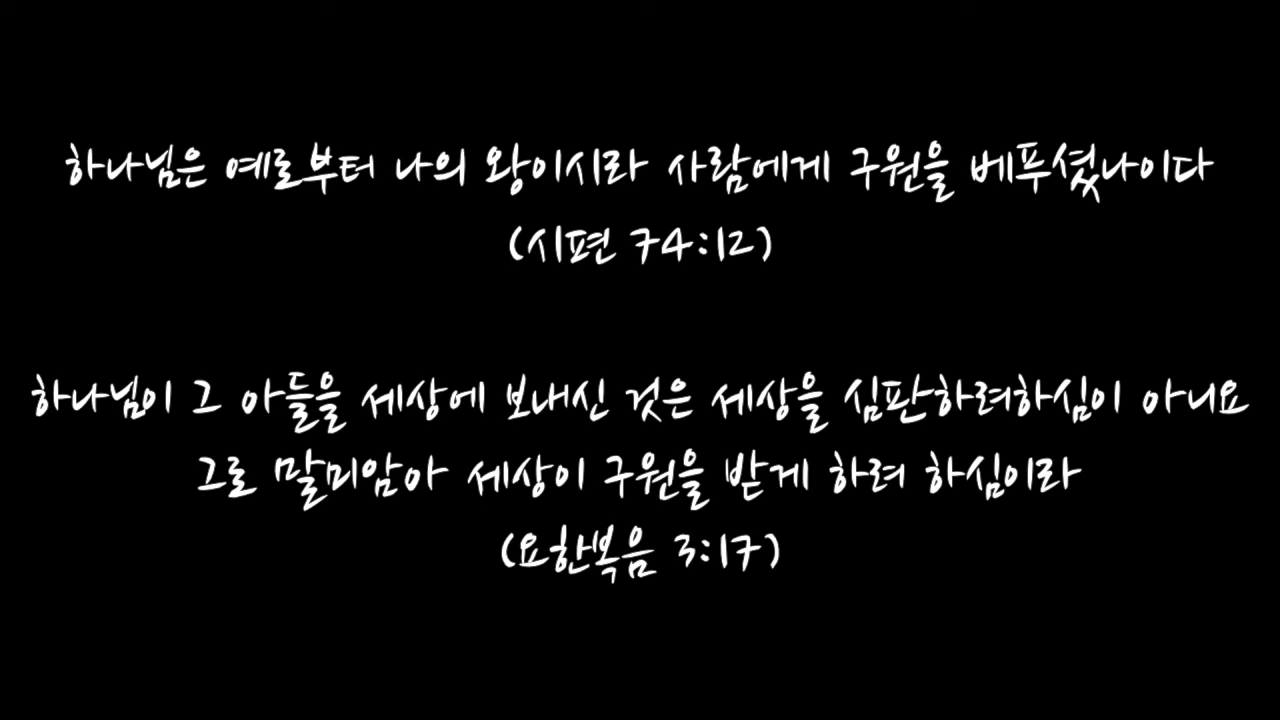 하나님은 예로부터 나의 왕이시라 사람에게 구원을 베푸셨나이다
(시편 74:12)
하나님이 그 아들을 세상에 보내신 것은 세상을 심판하려하심이 아니요
그로 말미암아 세상이 구원을 받게 하려 하심이라
(요한복음 3:17)